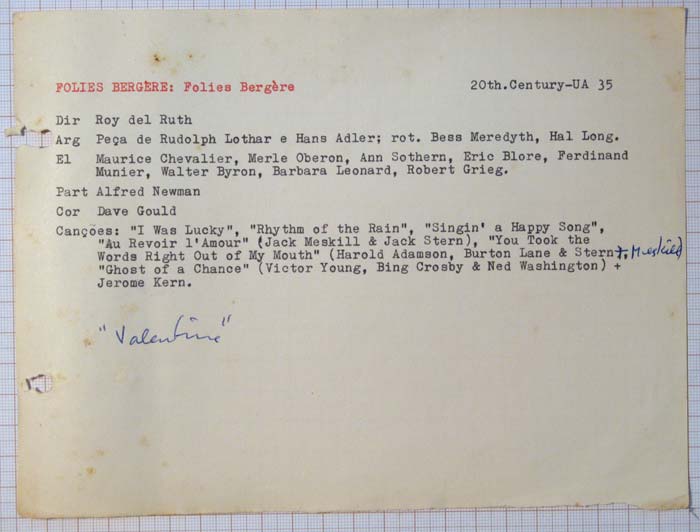 FOLIES BERGÈRE: Folies Bergère 20th.Century-UA 35
Dir Roy del Ruth
Arg Peça de Rudolph Lothar e Hans Adler; rot. Bess Meredyth, Hal Long.
El Maurice Chevalier, Merle Oberon, Ann Sothern, Eric Blore, Ferdinand
Munier, Walter Byron, Barbara Leonard, Robert Grieg.
Part Alfred Newman
Cor Dave Gould
Canções: "I Was Lucky", "Rhythm of the Rain", "Singin' a Happy Song",
"Au Revoir l'Amour" (Jack Meskill & Jack Stern), "You Took the
Words Right Out of My Mouth" (Harold Adamson, Burton Lane & Stern + Meskill)
"Ghost of a Chance" (Victor Young, Bing Crosby & Ned Washington) +
Jerome Kern.
"Valentine"